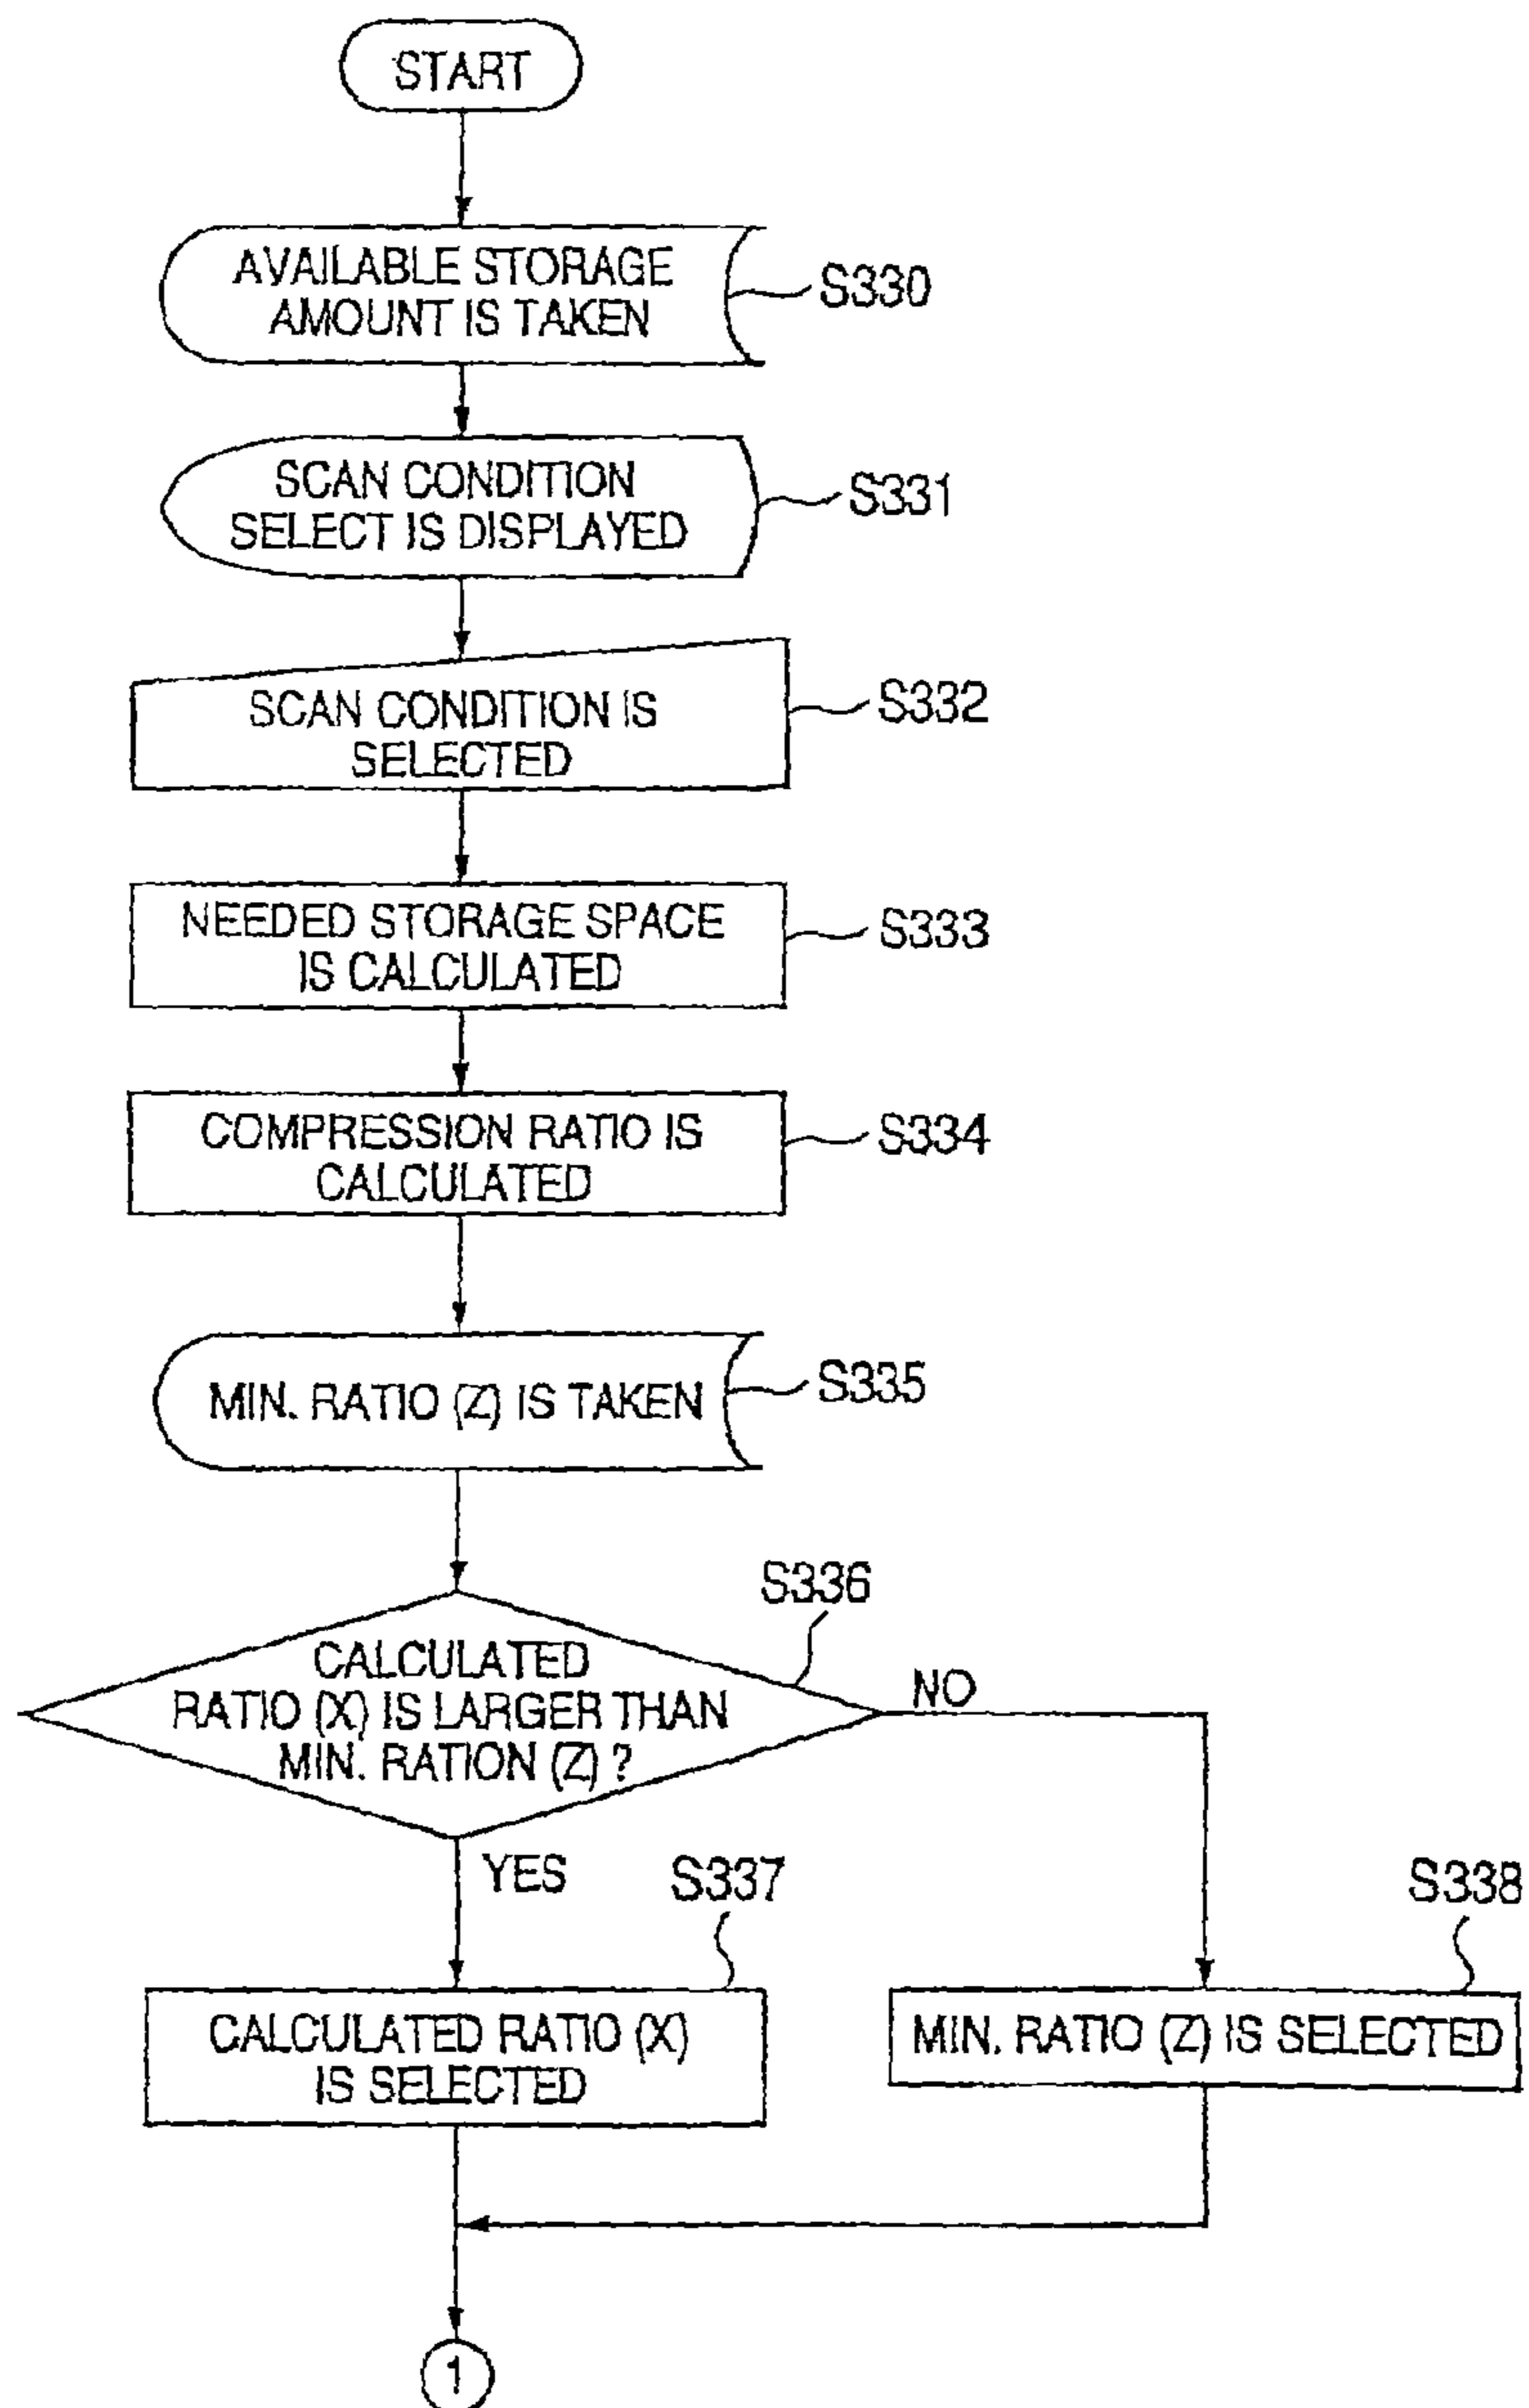 START
AVAILABLE STORAGE
AMOUNT IS TAKEN
S330
SCAN CONDITION
SELECT IS DISPLAYED
S331
SCAN CONDITION IS
SELECTED
S332
NEEDED STORAGE SPACE
IS CALCULATED
S333
COMPRESSION RATIO IS
CALCULATED
S334
MIN. RATIO (Z) IS TAKEN
S335
S336
CALCULATED
RATIO (X) IS LARGER THAN
MIN. RATION (Z) ?
NO
YES
S337
S338
CALCULATED RATIO (X)
IS SELECTED
MIN. RATIO (Z) IS SELECTED
1